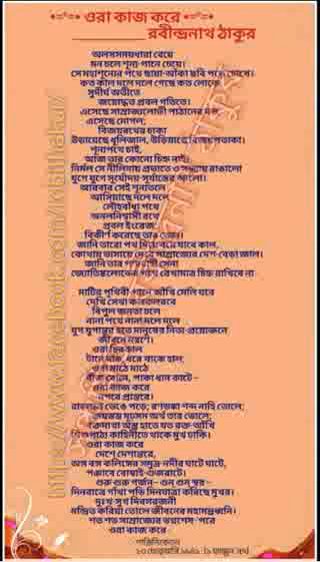 ওরা কাজ করে
রবীন্দ্রনাথ ঠাকুর
অলসসময়ধারা বেয়ে
মন চলে শূন্য-পানে চেয়ে।
সে মহাশূন্যের পথে ছায়া-আঁকা ছবি পড়ে চোখে।
কত কাল দলে দলে গেছে কত লোকে
সুদীর্ঘ অতীতে
জয়োদ্ধত প্রবল গতিতে।
এসেছে সাম্রাজ্যলোভী পাঠানের দল,
এসেছে মোগল;
বিজয়রথের চাকা
উড়ায়েছে ধূলিজাল, উড়িয়াছে বিজয়পতাকা।
শূন্যপথে চাই,
আজ তার কোনো চিহ্ন নাই।
নির্মল সে নীলিমায় প্রভাতে ও সন্ধ্যায় রাঙালো
যুগে যুগে সূর্যোদয়-সূর্যাস্তের আলো।
আরবার সেই শূন্যতলে
আসিয়াছে দলে দলে
লৌহবাঁধা পথে
অনলনিশ্বাসী রথে
প্রবল ইংরেজ,
বিকীর্ণ করেছে তার তেজ।
জানি তারো পথ দিয়ে বয়ে যাবে কাল,
কোথায় ভাসায়ে দেবে সাম্রাজ্যের দেশ-বেড়া জাল।
জানি তার পণ্যবাহী সেনা
জ্যোতিষ্কলোকের পথে রেখামাত্র চিহ্ন রাখিবে না
মাটির পৃথিবী-পানে আঁখি মেলি যবে
দেখি সেথা কলকলরবে
বিপুল জনতা চলে
নানা পথে নানা দলে দলে
যুগ যুগান্তর হতে মানুষের নিত্য প্রয়োজনে
জীবনে মরণে।
ওরা চিরকাল
টানে দাঁড়, ধরে থাকে হাল,
ওরা মাঠে মাঠে
বীজ বোনে, পাকা ধান কাটে–
ওরা কাজ করে
নগরে প্রান্তরে।
রাজছত্র ভেঙে পড়ে; রণডঙ্কা শব্দ নাহি তোলে;
জয়স্তম্ভ মূঢ়সম অর্থ তার ভোলে;
রক্তমাখা অস্ত্র হাতে যত রক্ত-আঁখি
শিশুপাঠ্য কাহিনীতে থাকে মুখ ঢাকি।
ওরা কাজ করে
দেশে দেশান্তরে,
অঙ্গ বঙ্গ কলিঙ্গের সমুদ্র-নদীর ঘাটে ঘাটে,
পঞ্জাবে বোম্বাই-গুজরাটে।
গুরু গুরু গর্জন– গুন্ গুন্ স্বর–
দিনরাত্রে গাঁথা পড়ি দিনযাত্রা করিছে মুখর।
দুঃখ সুখ দিবসরজনী
মন্দ্রিত করিয়া তোলে জীবনের মহামন্ত্রধ্বনি।
শত শত সাম্রাজ্যের ভগ্নশেষ-'পরে
ওরা কাজ করে
https://www.facebook.com/